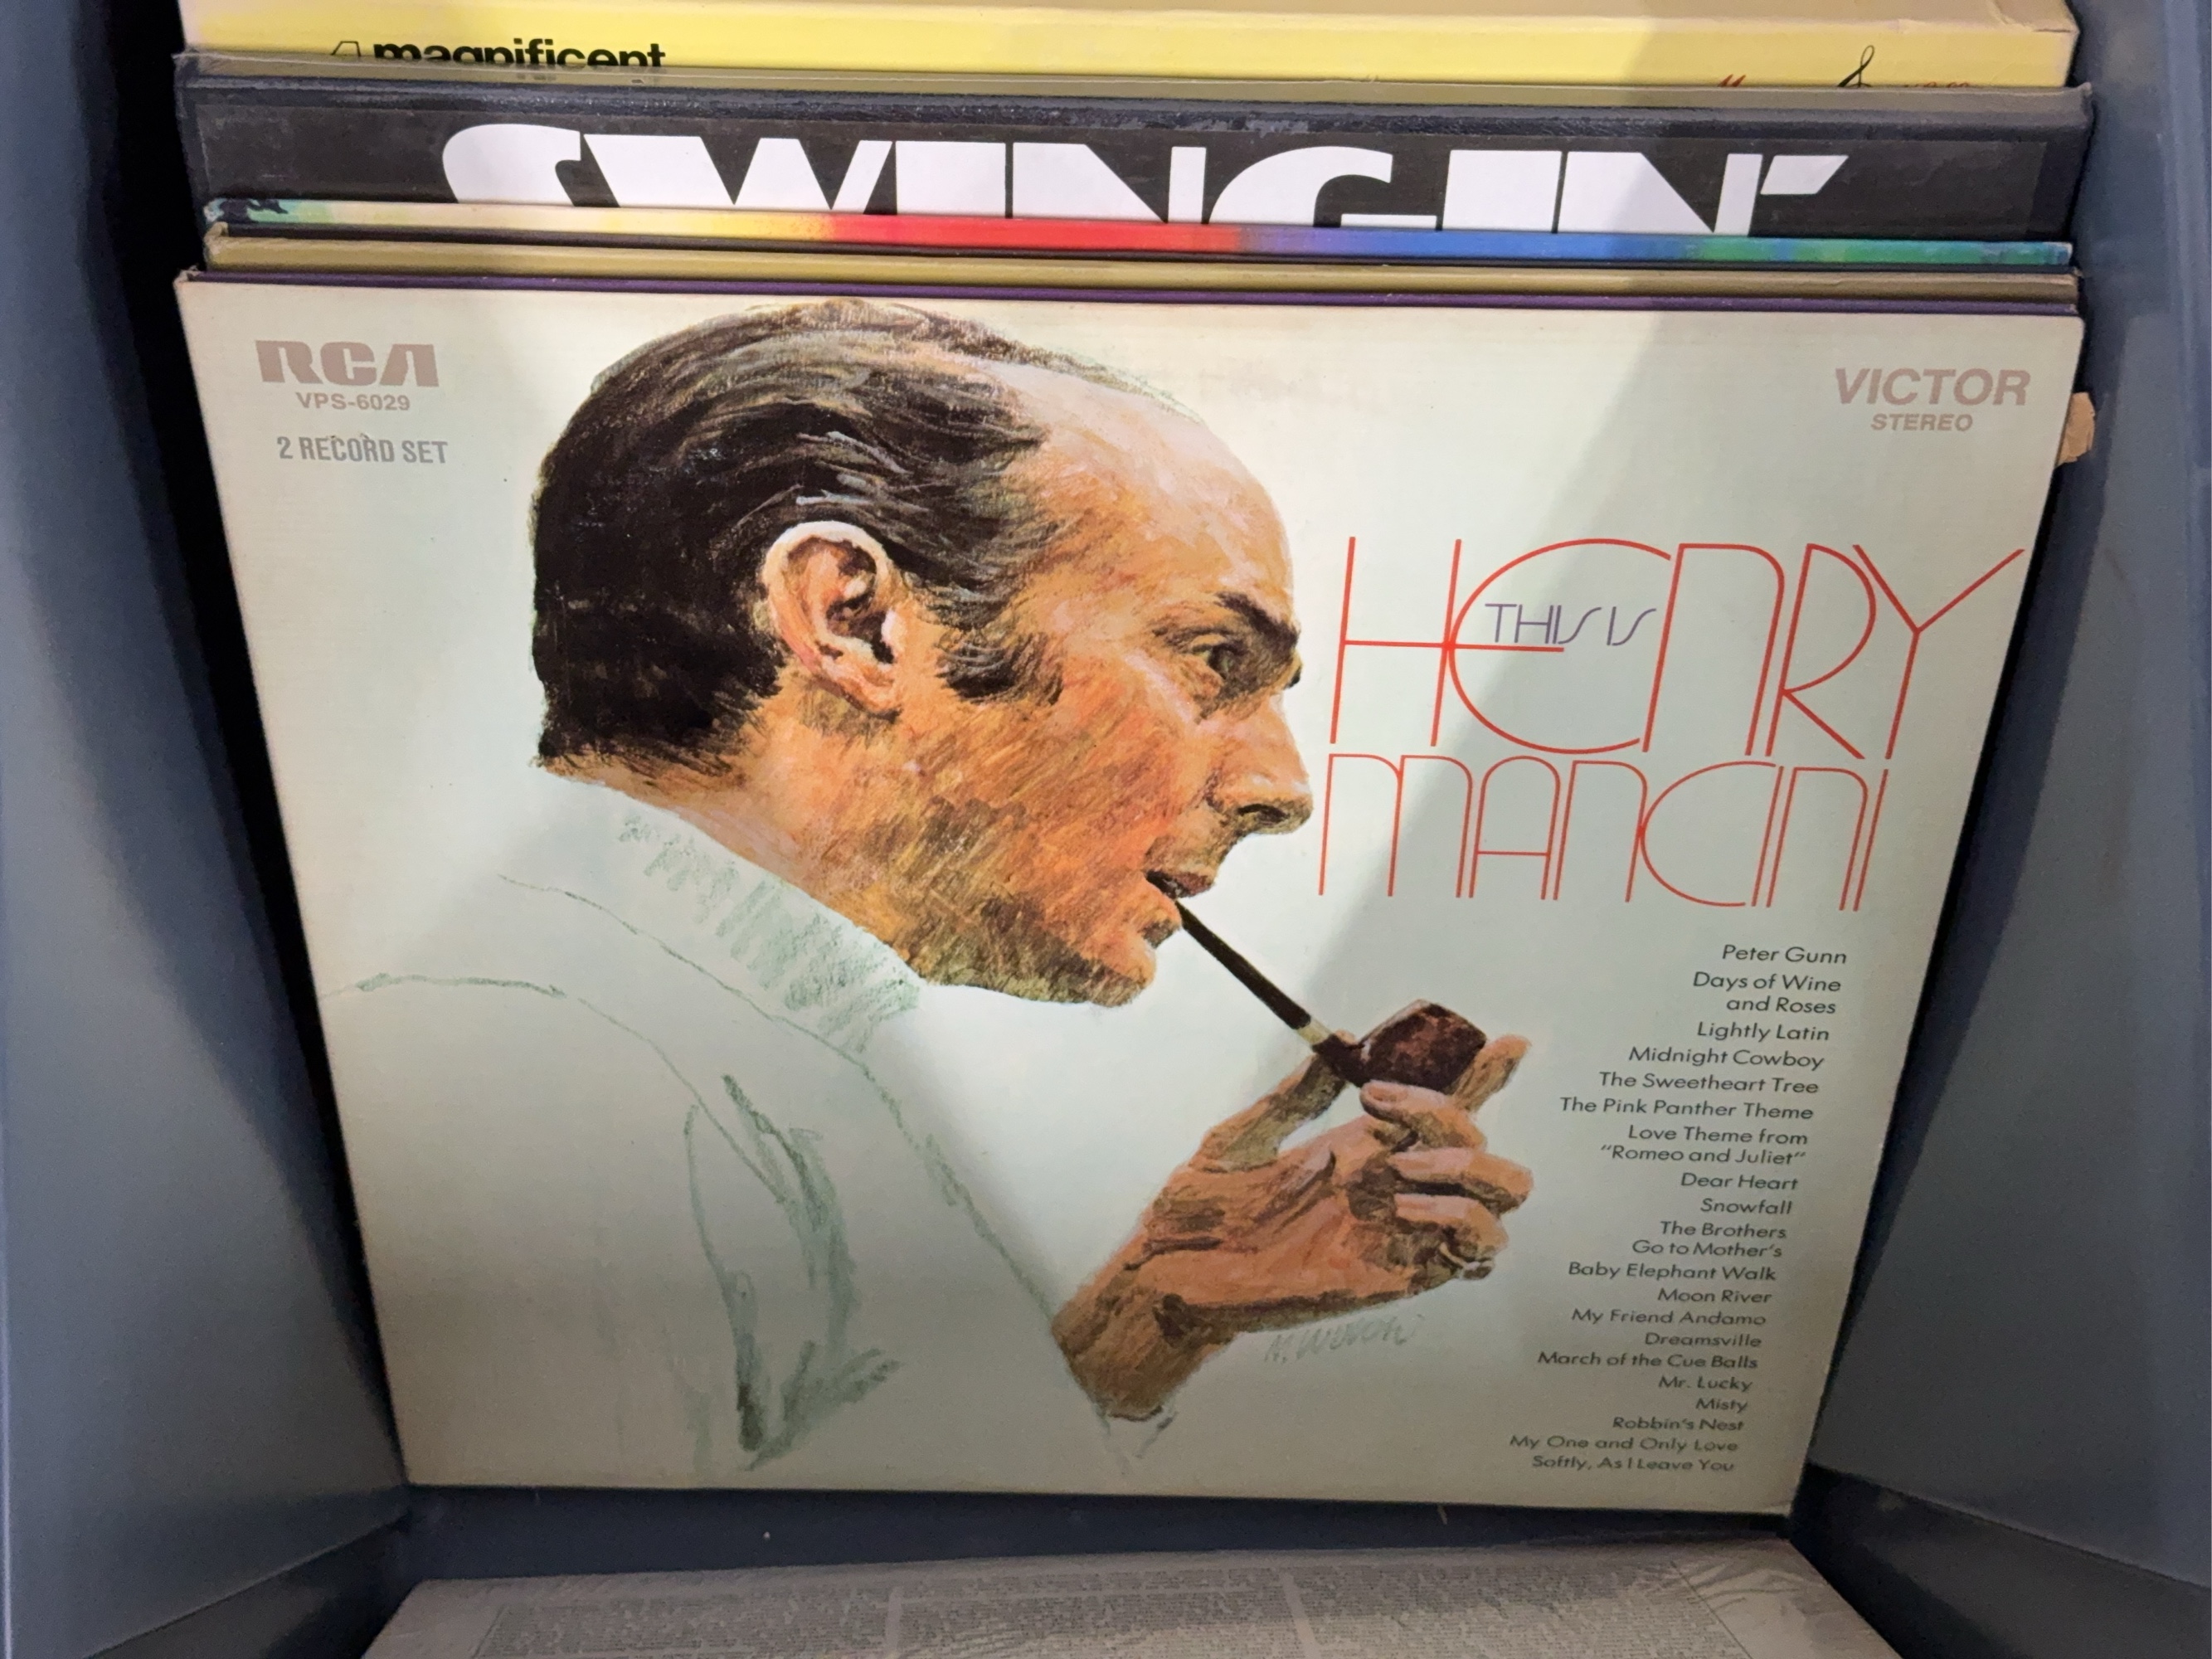 A magnificent
SWINGIN'
RCA
VPS-6029
2 RECORD SET
VICTOR
STEREO
THIS IS
HENRY
MANCINI
Peter Gunn
Days of Wine
and Roses
Lightly Latin
Midnight Cowboy
The Sweetheart Tree
The Pink Panther Theme
Love Theme from
"Romeo and Juliet"
Dear Heart
Snowfall
The Brothers
Go to Mother's
Baby Elephant Walk
Moon River
My Friend Andamo
Dreamsville
March of the Cue Balls
Mr. Lucky
Misty
Robbin's Nest
My One and Only Love
Softly, As I Leave You